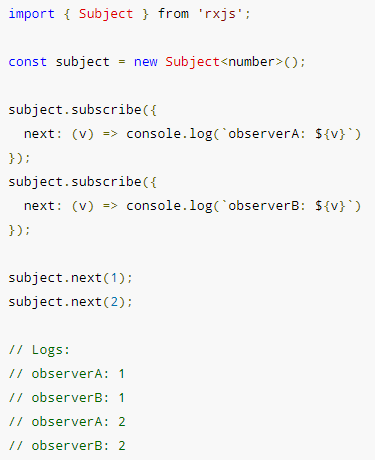 import { Subject } from 'rxjs';
const subject = new Subject<number>();
subject.subscribe({
next: (v) => console.log(`observerA: ${v}`)
});
subject.subscribe({
next: (v) => console.log(`observerB: ${v}`)
});
subject.next(1);
subject.next(2);
// Logs:
// observerA: 1
// observerB: 1
// observerA: 2
// observerB: 2